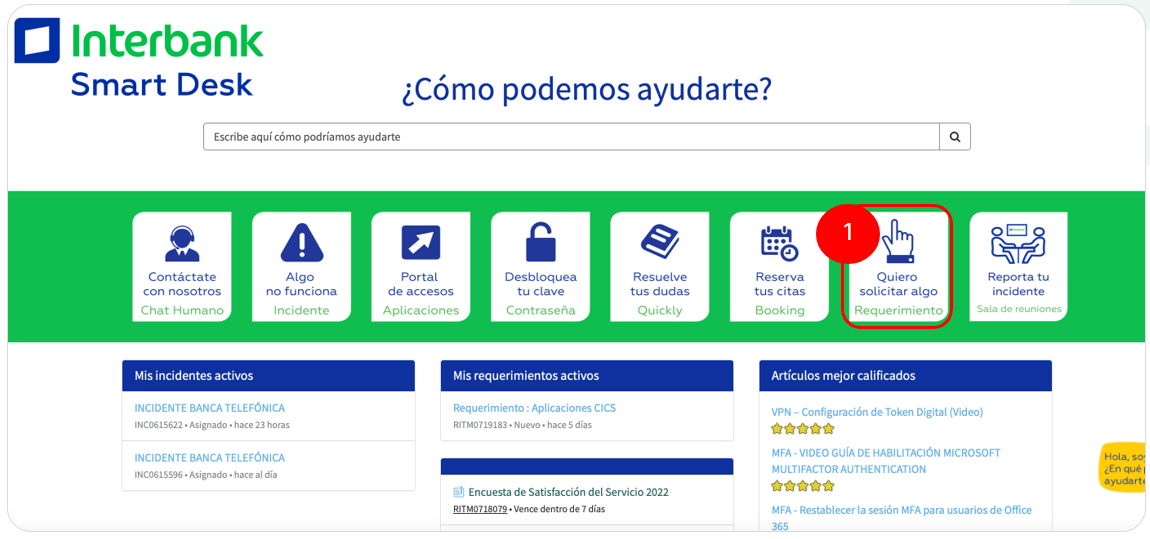 Interbank
Smart Desk
¿Cómo podemos ayudarte?
Escribe aquí cómo podríamos ayudarte
Contáctate
con nosotros
Chat Humano
Algo
no funciona
Incidente
Portal
de accesos
Aplicaciones
Desbloquea
tu clave
Contraseña
Resuelve
tus dudas
Quickly
Reserva
tus citas
Booking
1
Quiero
solicitar algo
Requerimiento
Reporta tu
incidente
Sala de reuniones
Mis incidentes activos
INCIDENTE BANCA TELEFÓNICA
INC0615622 • Asignado • hace 23 horas
INCIDENTE BANCA TELEFÓNICA
INC0615596 • Asignado • hace al día
Mis requerimientos activos
Requerimiento : Aplicaciones CICS
RITM0719183 • Nuevo • hace 5 días
Encuesta de Satisfacción del Servicio 2022
RITM0718079 • Vence dentro de 7 días
Artículos mejor calificados
VPN – Configuración de Token Digital (Video)
MFA - VIDEO GUÍA DE HABILITACIÓN MICROSOFT
MULTIFACTOR AUTHENTICATION
MFA - Restablecer la sesión MFA para usuarios de Office
365
Hola, soy
¿En qué
ayudarte